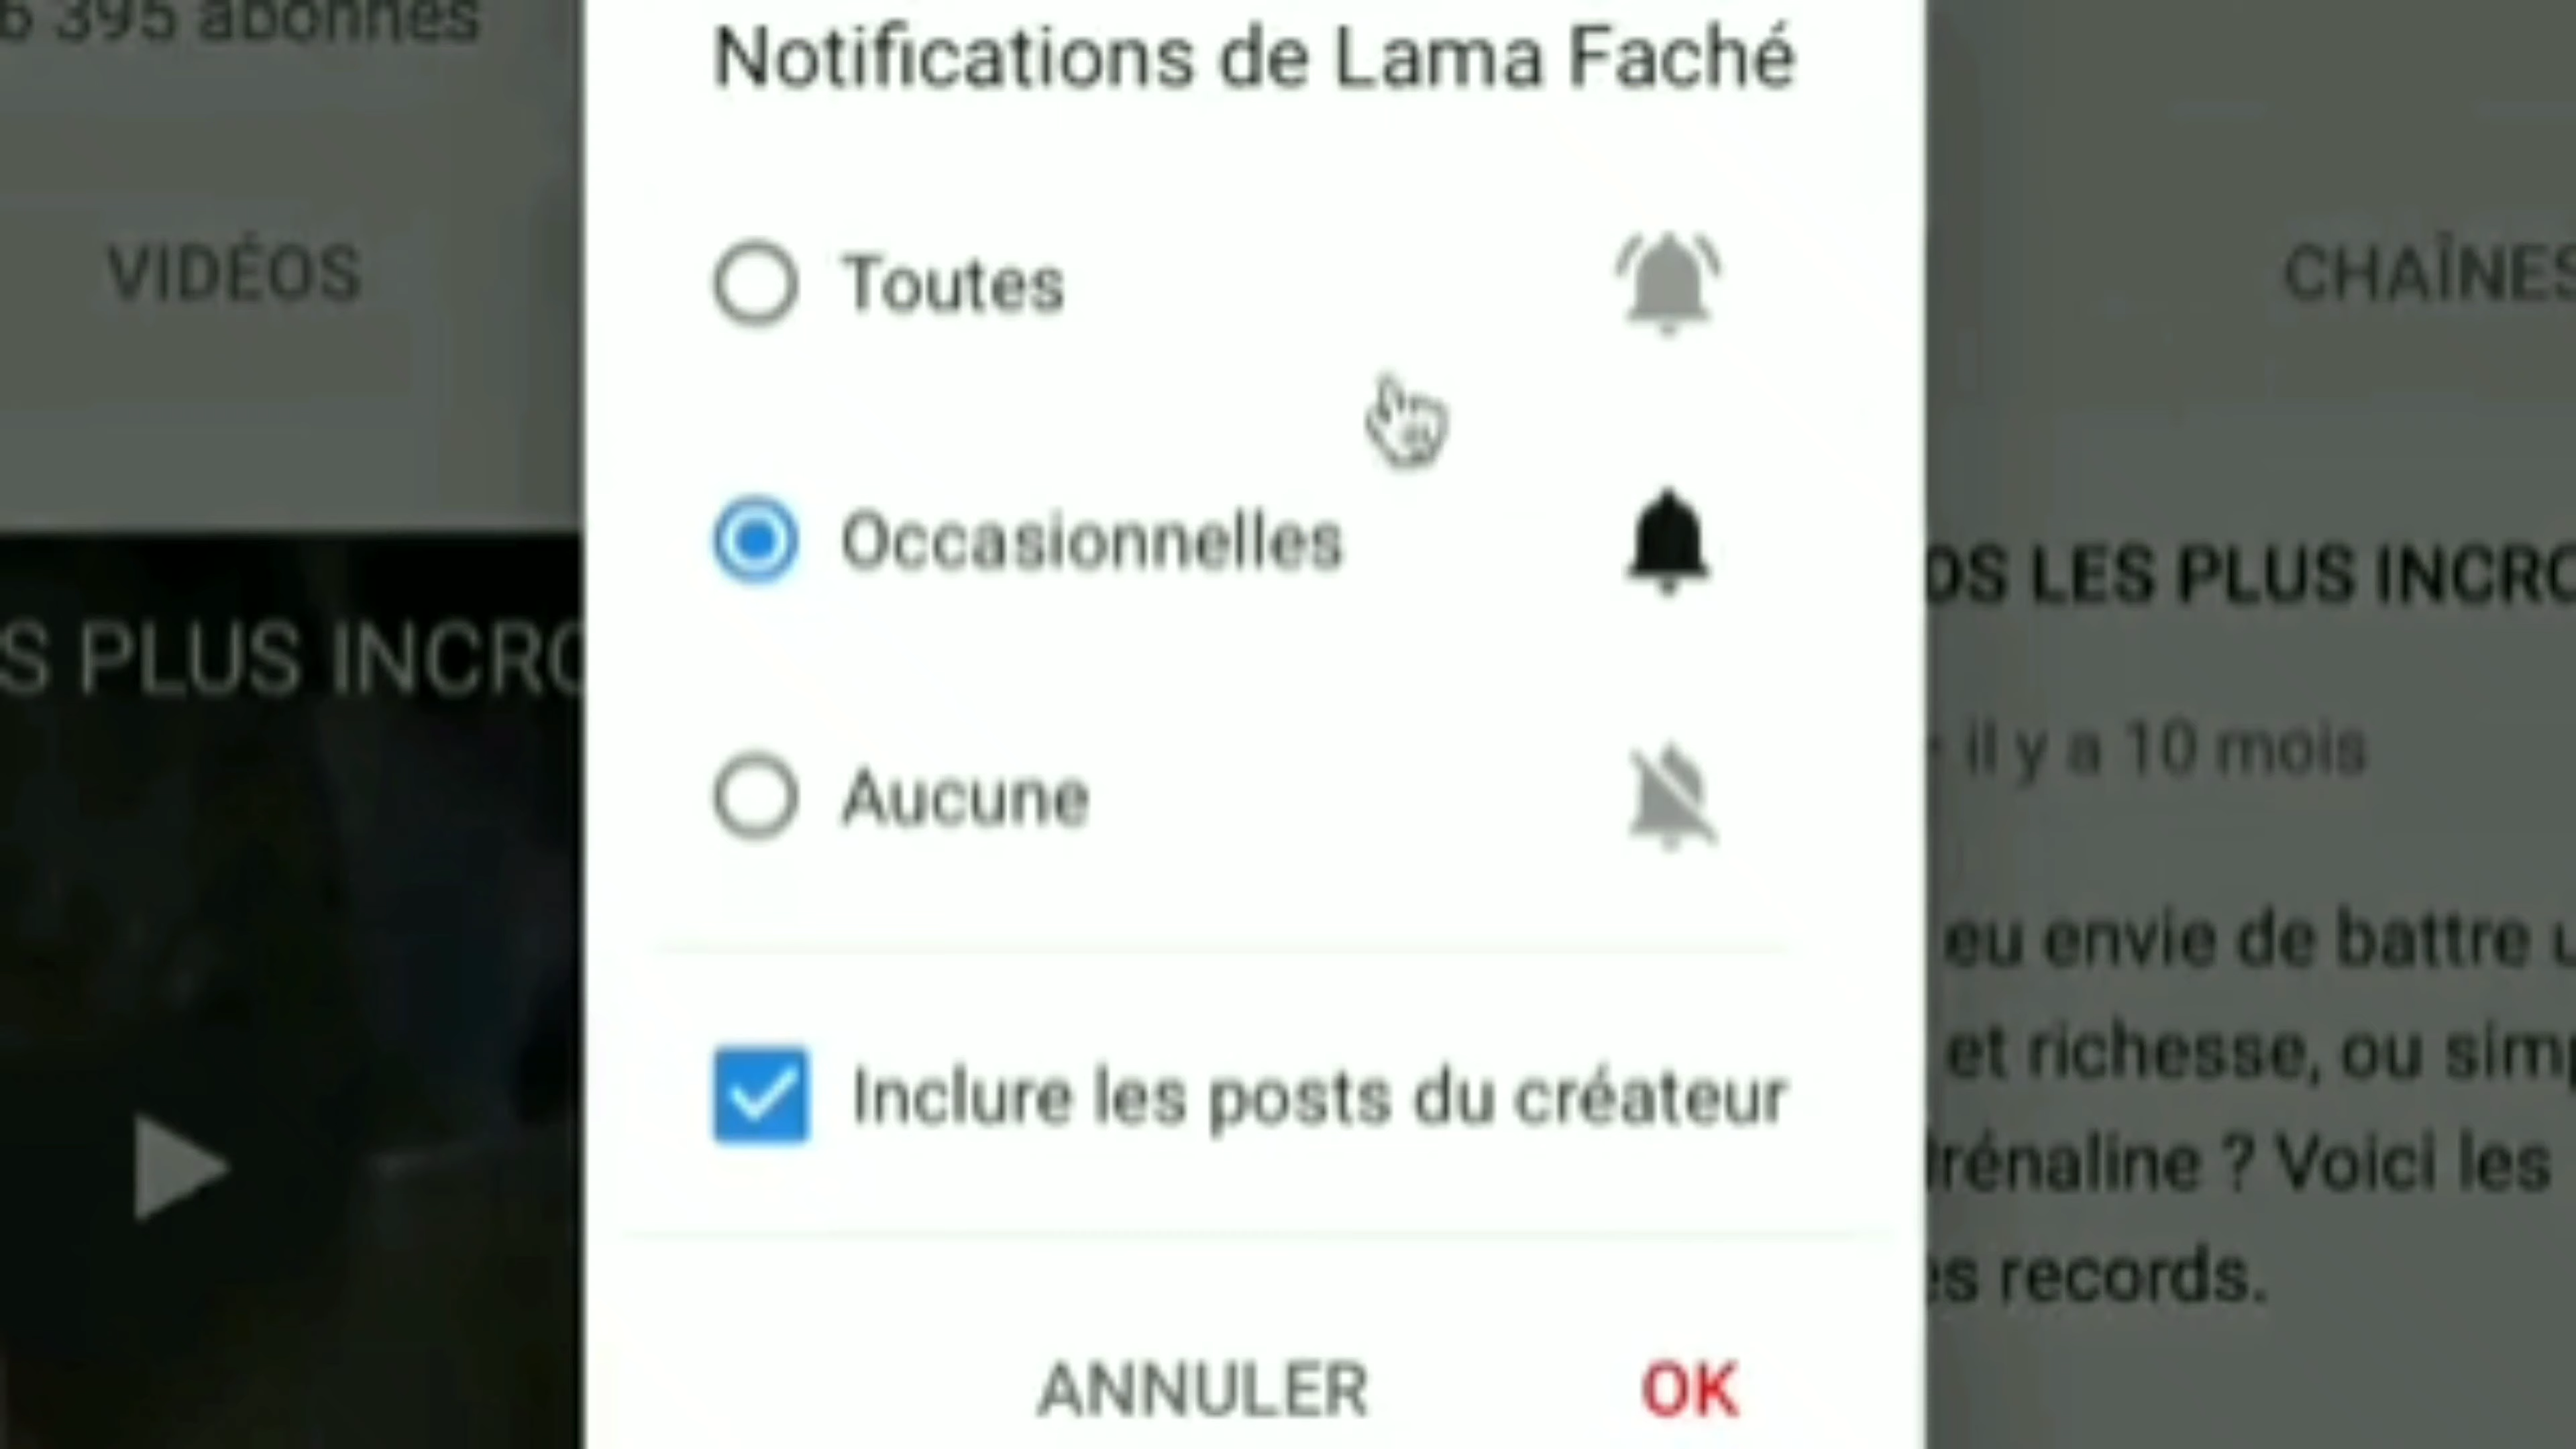 6 395 abonnés
Notifications de Lama Faché
VIDÉOS
Toutes
CHAÎNES
Occasionnelles
OS LES PLUS INCRO
S PLUS INCRO
il y a 10 mois
Aucune
eu envie de battre u
et richesse, ou simp
Inclure les posts du créateur
drénaline ? Voici les
es records.
ANNULER
OK